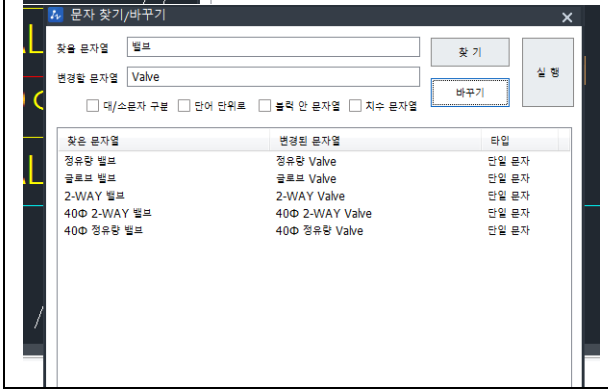 문자 찾기/바꾸기
찾을 문자열 밸브
찾 기
실 행
변경할 문자열 Valve
바꾸기
대/소문자 구분 단어 단위로 블럭 안 문자열 치수 문자열
찾은 문자열 변경된 문자열 타입
정유량 밸브 정유량 Valve 단일 문자
글로브 밸브 글로브 Valve 단일 문자
2-WAY 밸브 2-WAY Valve 단일 문자
40Φ 2-WAY 밸브 40Φ 2-WAY Valve 단일 문자
40Φ 정유량 밸브 40Φ 정유량 Valve 단일 문자